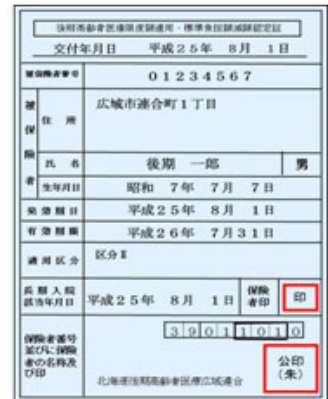 後期高齢者医療限度額適用・標準負担額減額認定証
交付年月日 平成25年 8月 1日
被保険者番号 01234567
被保険者
住所 広域市連合町1丁目
氏名 後期 一郎 男
生年月日 昭和 7年 7月 7日
発効期日 平成25年 8月 1日
有効期限 平成26年 7月31日
適用区分 区分Ⅱ
長期入院該当年月日 平成25年 8月 1日 保険者印 印
保険者番号並びに保険者の名称及び印
39011010
北海道後期高齢者医療広域連合
公印
(朱)